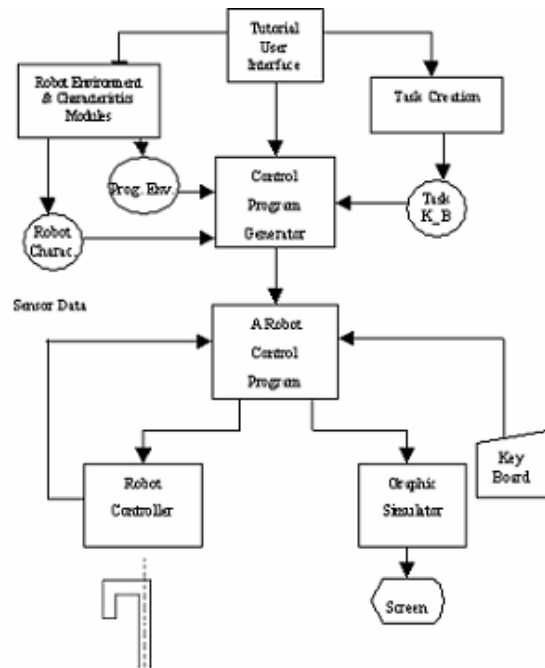 Tutorial
User
Interface
Robot Environment
& Characteristics
Modules
Task Creation
Prog. Env.
Control
Program
Generator
Task
K_B
Robot
Charac.
Sensor Data
A Robot
Control
Program
Key
Board
Robot
Controller
Graphic
Simulator
Screen